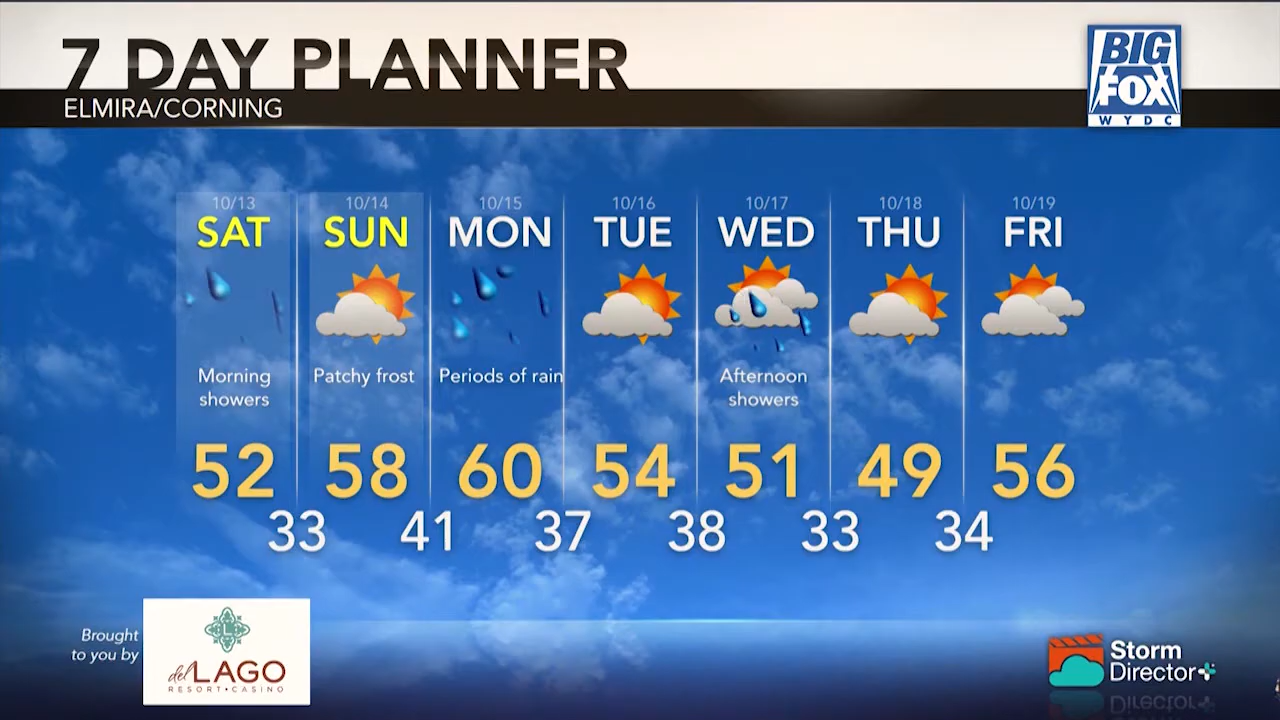 7 DAY PLANNER
ELMIRA/CORNING
BIG
FOX
WYDC
10/13 10/14 10/15 10/16 10/17 10/18 10/19
SAT SUN MON TUE WED THU FRI
Morning showers
Patchy frost
Periods of rain
Afternoon showers
52 58 60 54 51 49 56
33 41 37 38 33 34
Brought
to you by
L
del LAGO
RESORT • CASINO
Storm
Director+